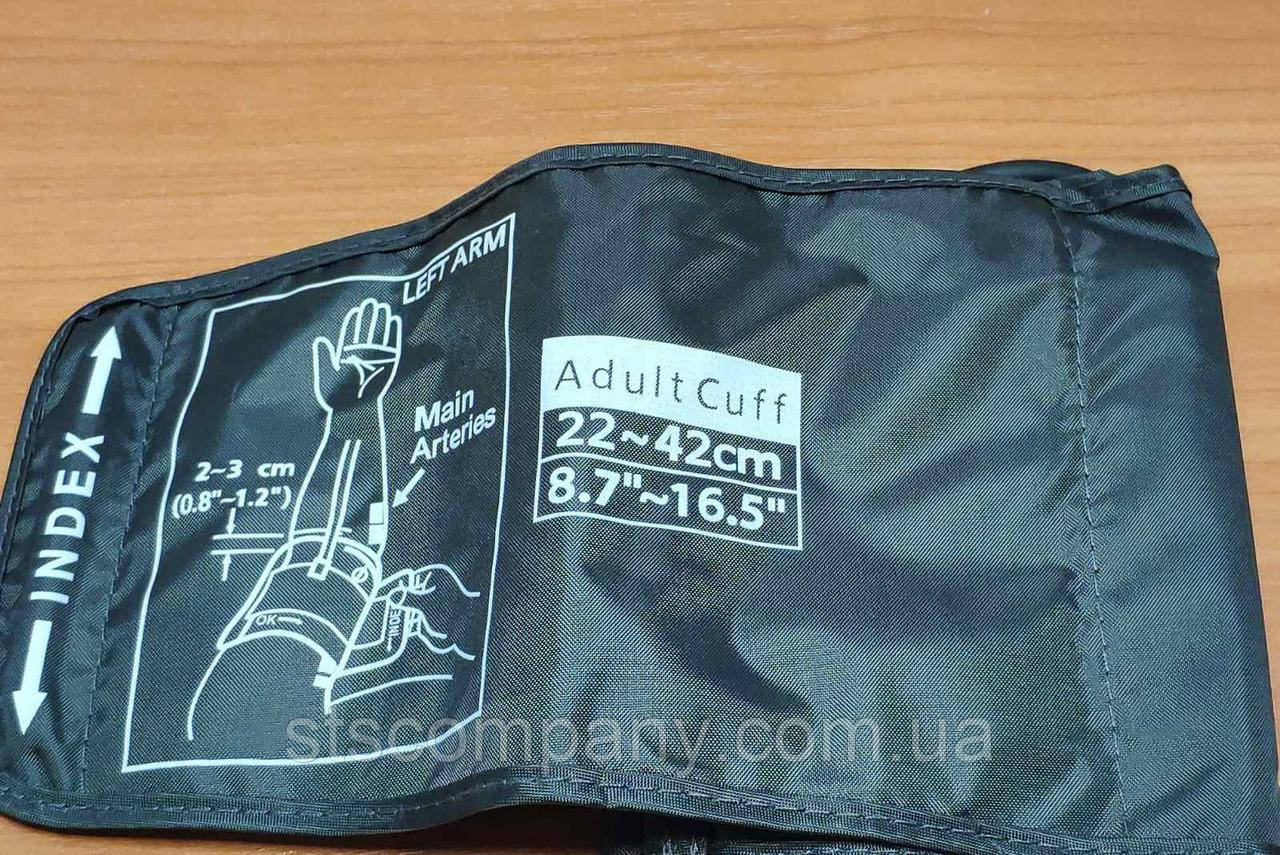 INDEX
LEFT ARM
Main
Arteries
2~3 cm
(0.8"~1.2")
OK
INDEX
Adult Cuff
22~42cm
8.7"~16.5"
stscompany.com.ua